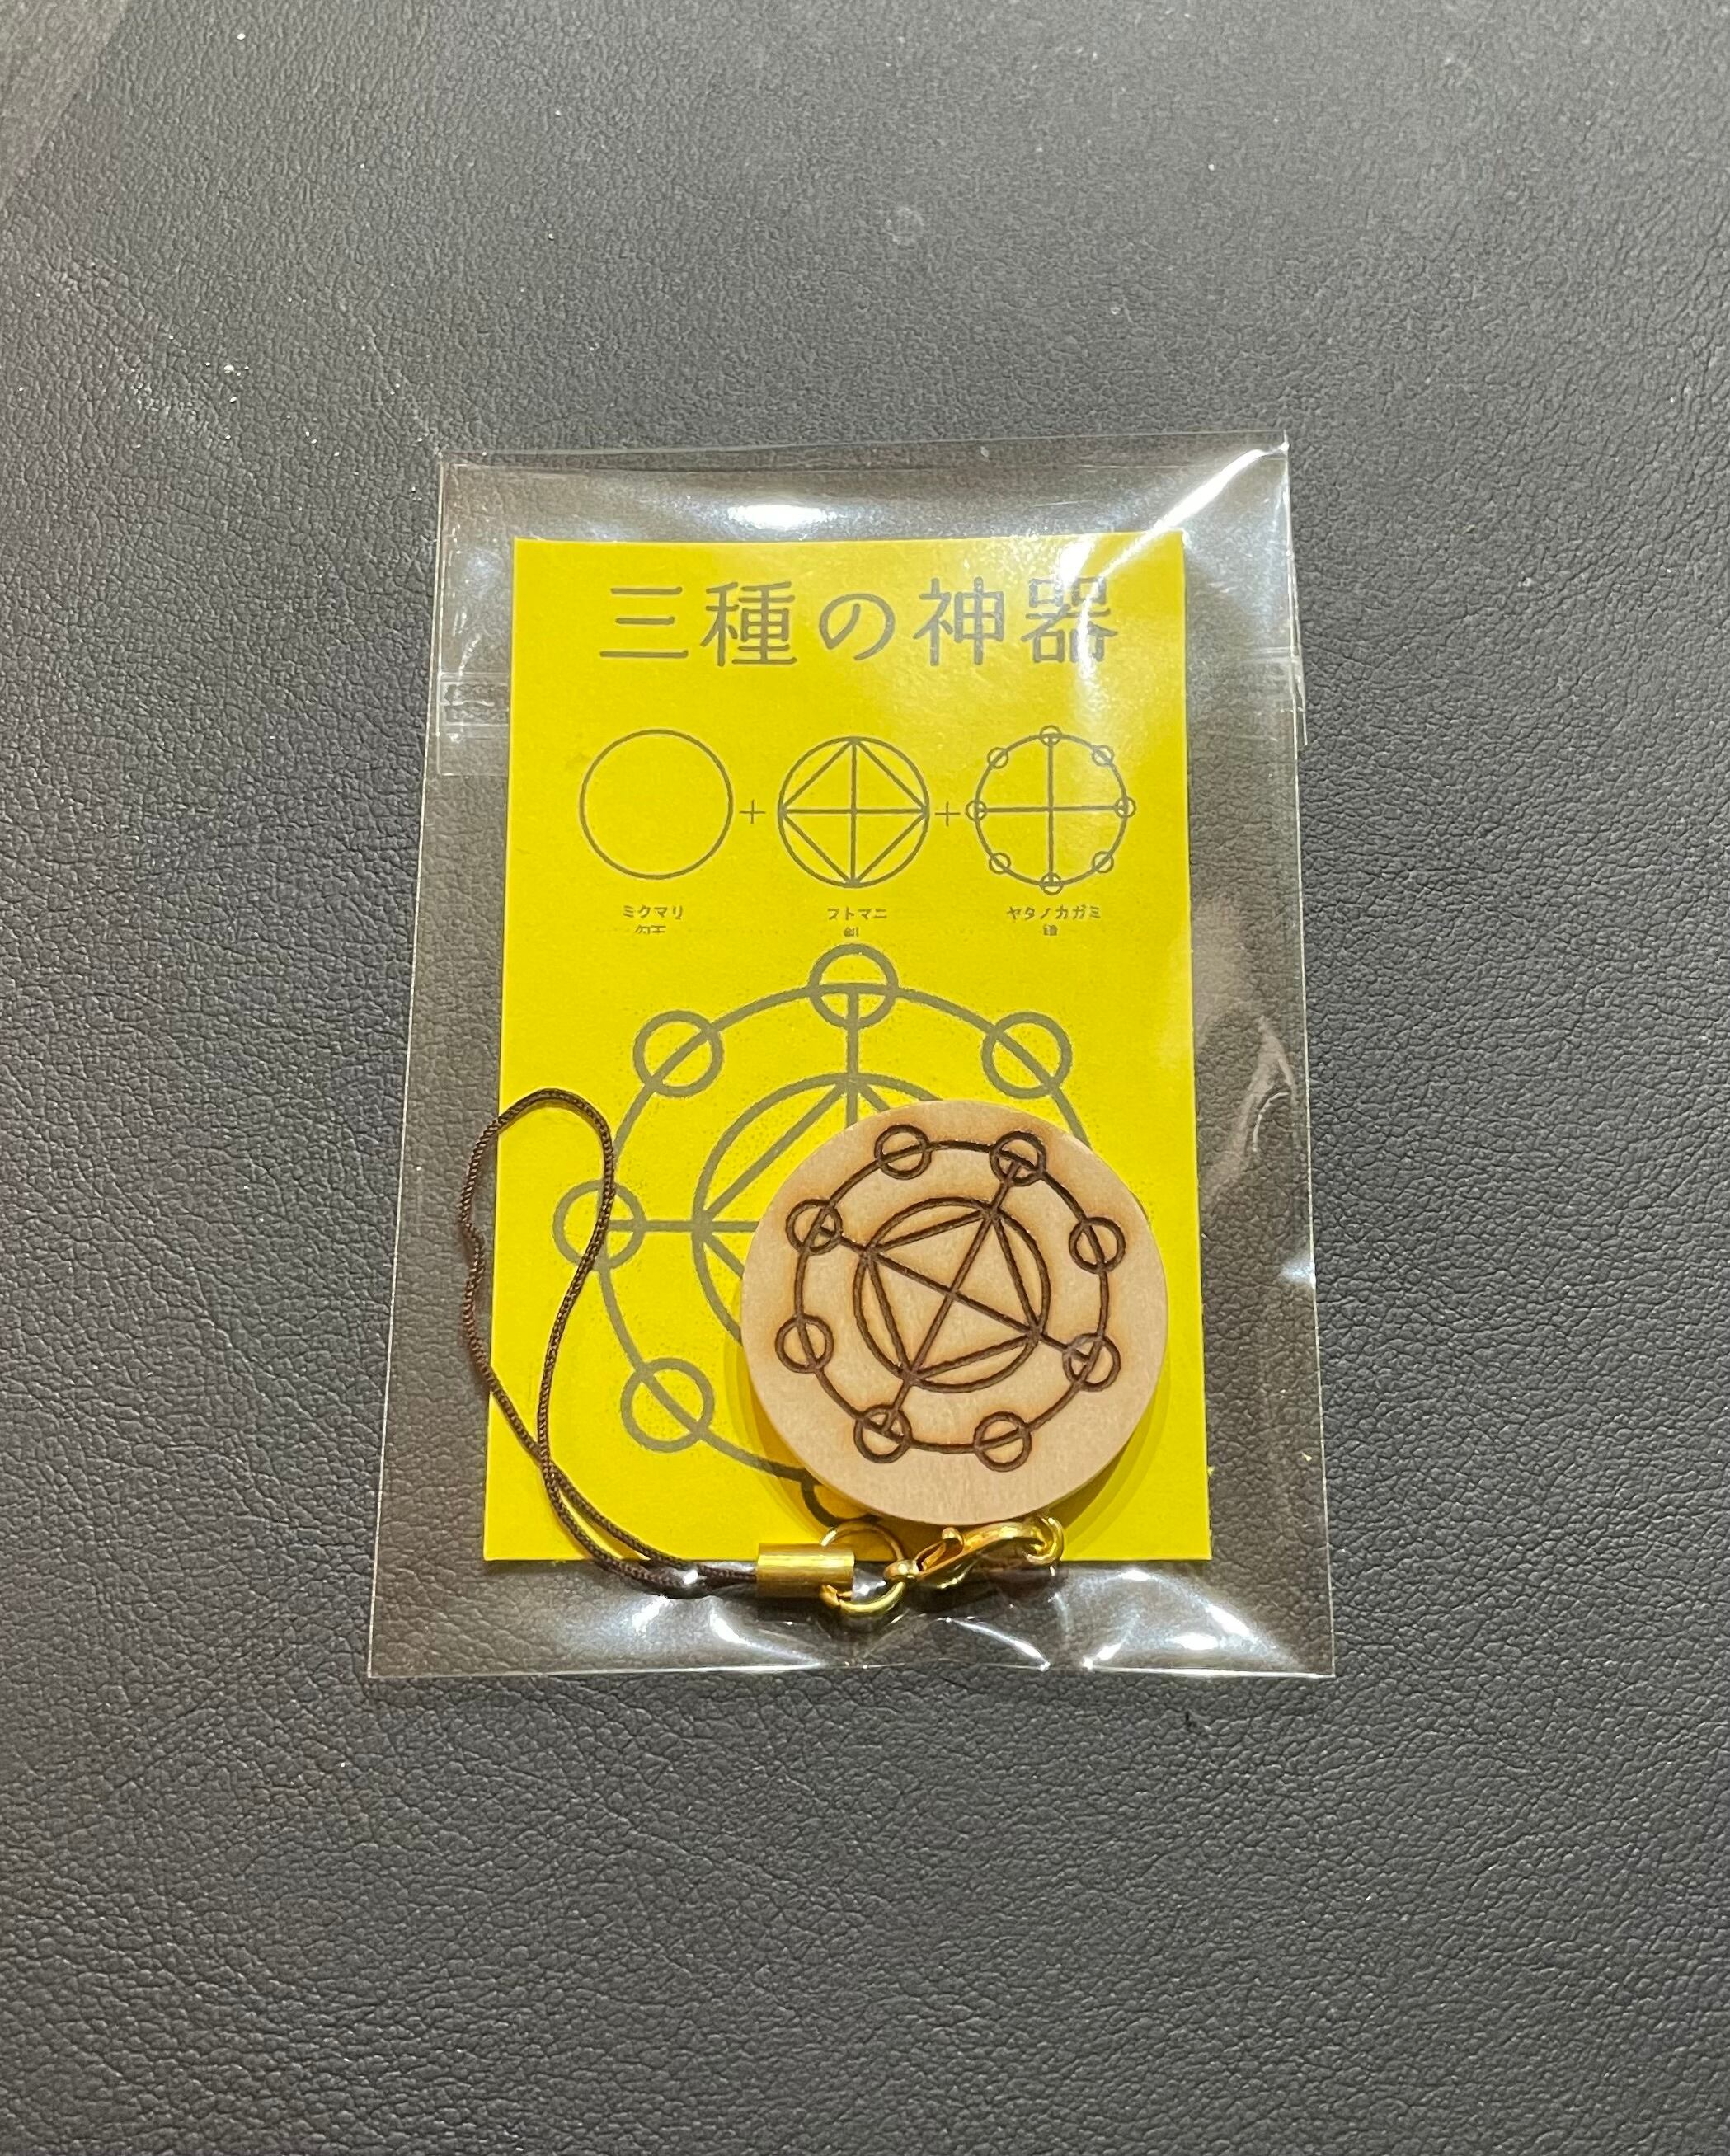 三種の神器
+ +
ミクマリ フトマニ ヤタノカガミ
勾玉 剣 鏡